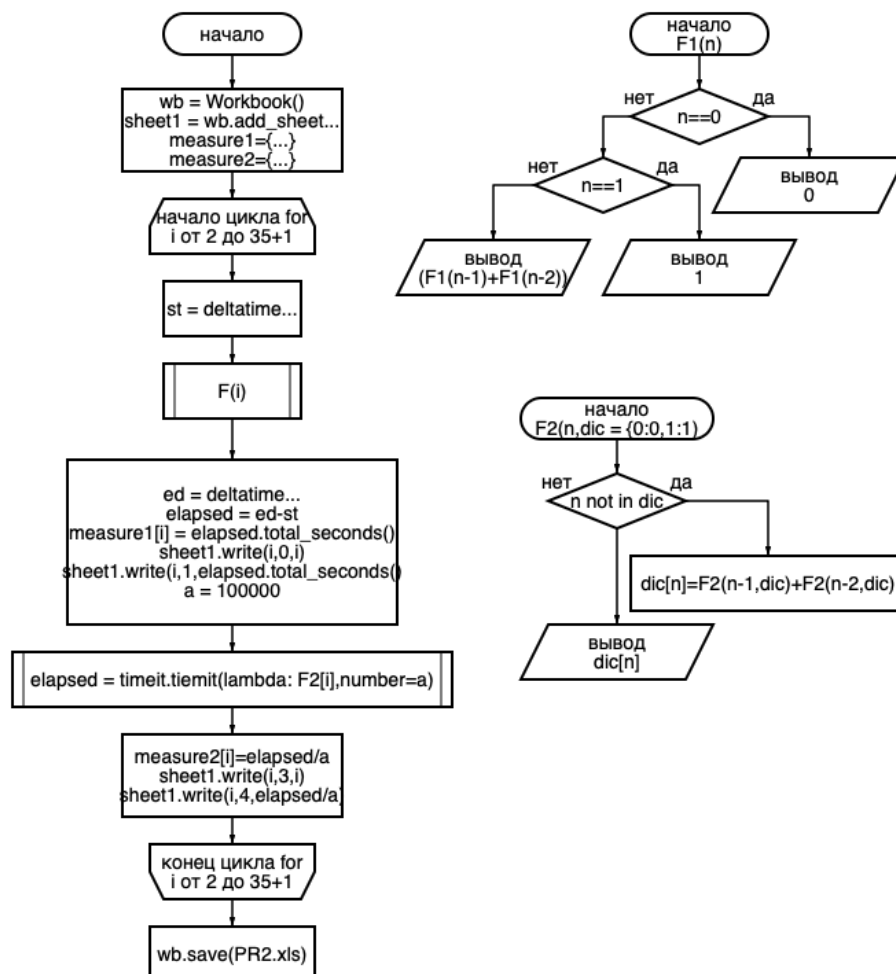 начало
wb = Workbook()
sheet1 = wb.add_sheet...
measure1={...}
measure2={...}
начало цикла for
i от 2 до 35+1
st = deltatime...
F(i)
ed = deltatime...
elapsed = ed-st
measure1[i] = elapsed.total_seconds()
sheet1.write(i,0,i)
sheet1.write(i,1,elapsed.total_seconds()
a = 100000
elapsed = timeit.tiemit(lambda: F2[i],number=a)
measure2[i]=elapsed/a
sheet1.write(i,3,i)
sheet1.write(i,4,elapsed/a)
конец цикла for
i от 2 до 35+1
wb.save(PR2.xls)
начало
F1(n)
нет
да
n==0
нет
да
n==1
вывод
0
вывод
(F1(n-1)+F1(n-2))
вывод
1
начало
F2(n,dic = {0:0,1:1)
нет
да
n not in dic
dic[n]=F2(n-1,dic)+F2(n-2,dic)
вывод
dic[n]